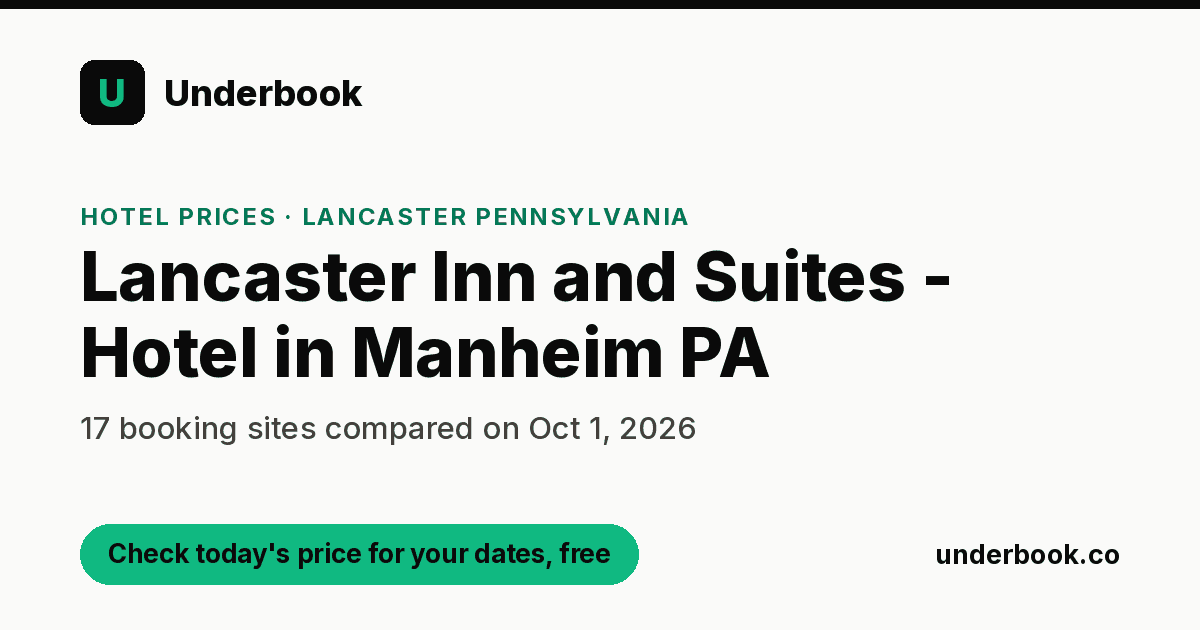 U Underbook
HOTEL PRICES · LANCASTER PENNSYLVANIA
Lancaster Inn and Suites -
Hotel in Manheim PA
17 booking sites compared on Oct 1, 2026
Check today's price for your dates, free
underbook.co